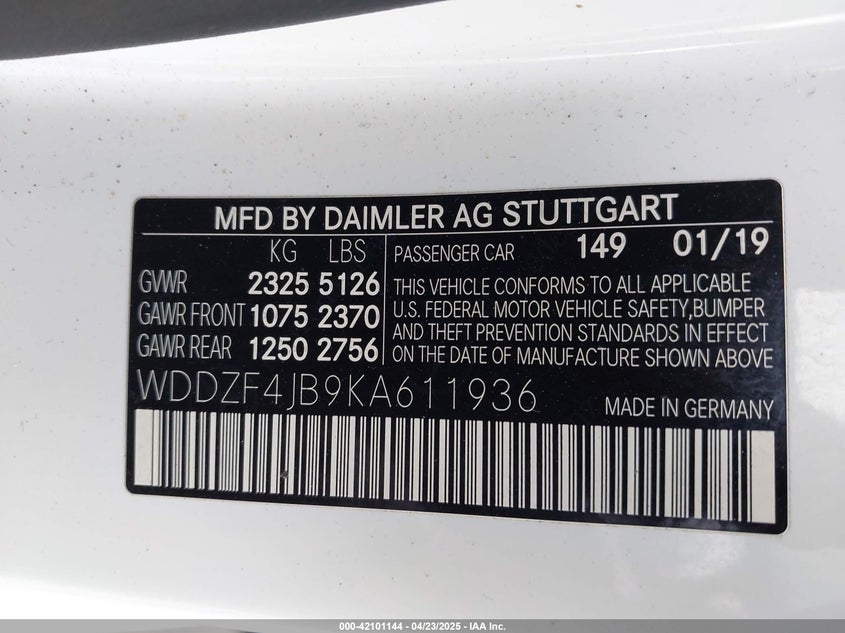 MFD BY DAIMLER AG STUTTGART
KG LBS
GVWR 2325 5126
GAWR FRONT 1075 2370
GAWR REAR 1250 2756
PASSENGER CAR 149 01/19
THIS VEHICLE CONFORMS TO ALL APPLICABLE
U.S. FEDERAL MOTOR VEHICLE SAFETY,BUMPER
AND THEFT PREVENTION STANDARDS IN EFFECT
ON THE DATE OF MANUFACTURE SHOWN ABOVE
WDDZF4JB9KA611936
MADE IN GERMANY
000-42101144 / 04/23/2025 - IAA Inc.